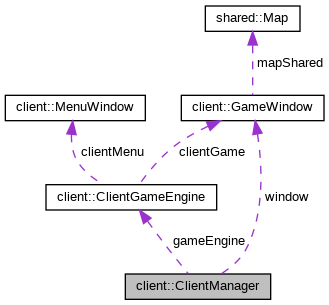 shared::Map
mapShared
client::MenuWindow
client::GameWindow
clientMenu
clientGame
client::ClientGameEngine
window
gameEngine
client::ClientManager